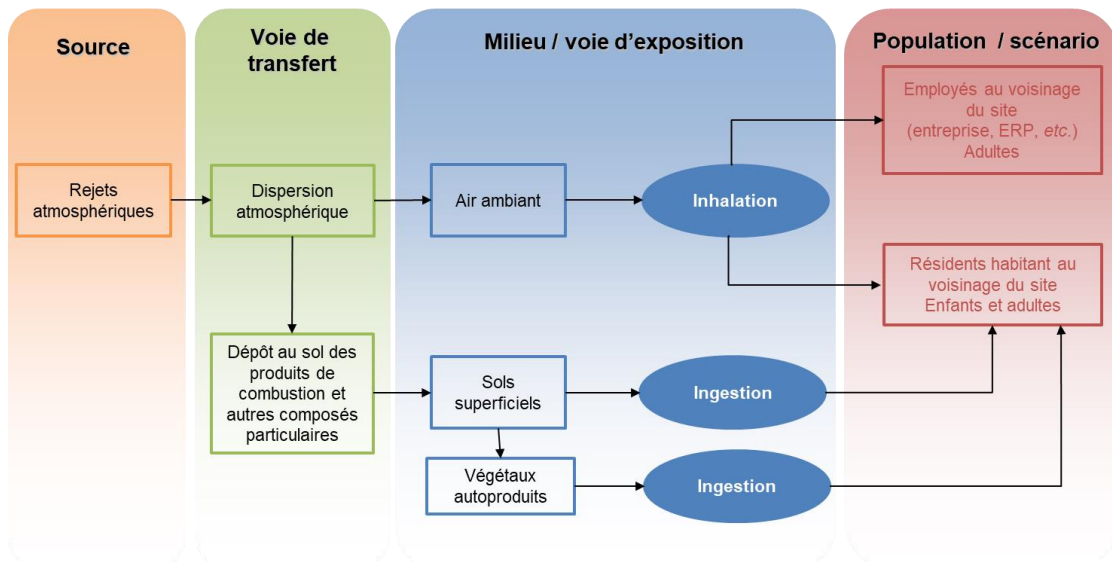 Source
Voie de
transfert
Milieu / voie d'exposition
Population / scénario
Rejets
atmosphériques
Dispersion
atmosphérique
Air ambiant
Inhalation
Employés au voisinage
du site
(entreprise, ERP, etc.)
Adultes
Résidents habitant au
voisinage du site
Enfants et adultes
Dépôt au sol des
produits de
combustion et
autres composés
particulaires
Sols
superficiels
Ingestion
Végétaux
autoproduits
Ingestion